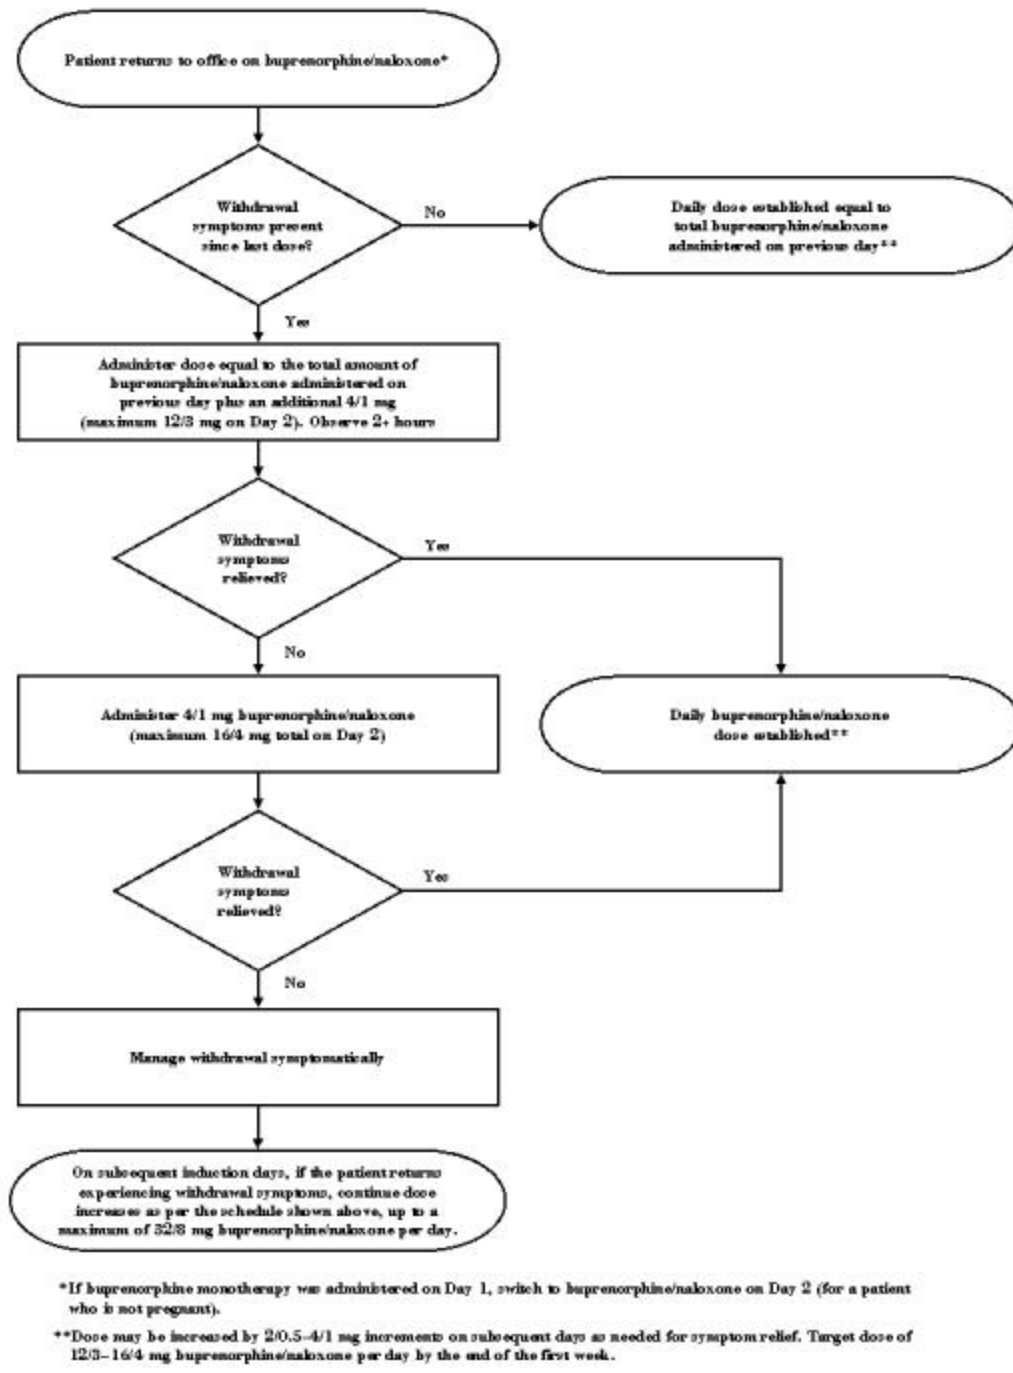 Patient returns to office on buprenorphine/naloxone*
Withdrawal
symptoms present
since last dose?
No
Daily dose established equal to
total buprenorphine/naloxone
administered on previous day**
Yes
Administer dose equal to the total amount of
buprenorphine/naloxone administered on
previous day plus an additional 4/1 mg
(maximum 12/3 mg on Day 2). Observe 2+ hours
Withdrawal
symptoms
relieved?
Yes
No
Administer 4/1 mg buprenorphine/naloxone
(maximum 16/4 mg total on Day 2)
Daily buprenorphine/naloxone
dose established**
Withdrawal
symptoms
relieved?
Yes
No
Manage withdrawal symptomatically
On subsequent induction days, if the patient returns
experiencing withdrawal symptoms, continue dose
increases as per the schedule shown above, up to a
maximum of 32/8 mg buprenorphine/naloxone per day.
*If buprenorphine monotherapy was administered on Day 1, switch to buprenorphine/naloxone on Day 2 (for a patient
who is not pregnant).
**Dose may be increased by 2/0.5–4/1 mg increments on subsequent days as needed for symptom relief. Target dose of
12/3–16/4 mg buprenorphine/naloxone per day by the end of the first week.